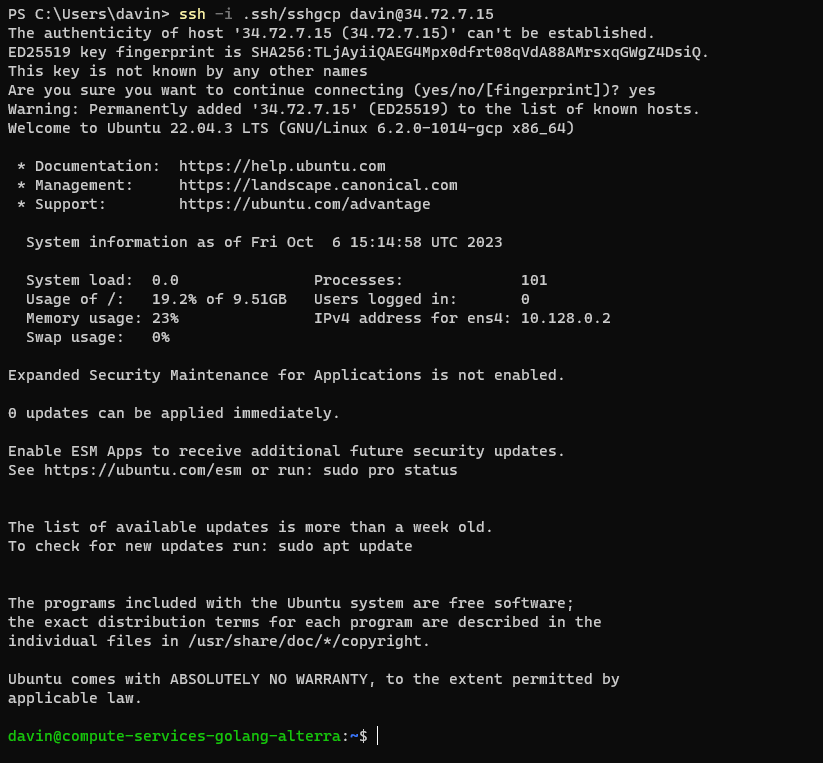 PS C:\Users\davin> ssh -i .ssh/sshgcp davin@34.72.7.15
The authenticity of host '34.72.7.15 (34.72.7.15)' can't be established.
ED25519 key fingerprint is SHA256:TLjAyiiQAEG4Mpx0dfrt08qVdA88AMrsxqGWgZ4DsiQ.
This key is not known by any other names
Are you sure you want to continue connecting (yes/no/[fingerprint])? yes
Warning: Permanently added '34.72.7.15' (ED25519) to the list of known hosts.
Welcome to Ubuntu 22.04.3 LTS (GNU/Linux 6.2.0-1014-gcp x86_64)
* Documentation:  https://help.ubuntu.com
* Management:     https://landscape.canonical.com
* Support:        https://ubuntu.com/advantage
System information as of Fri Oct  6 15:14:58 UTC 2023
System load:  0.0               Processes:             101
Usage of /:   19.2% of 9.51GB   Users logged in:       0
Memory usage: 23%               IPv4 address for ens4: 10.128.0.2
Swap usage:   0%
Expanded Security Maintenance for Applications is not enabled.
0 updates can be applied immediately.
Enable ESM Apps to receive additional future security updates.
See https://ubuntu.com/esm or run: sudo pro status
The list of available updates is more than a week old.
To check for new updates run: sudo apt update
The programs included with the Ubuntu system are free software;
the exact distribution terms for each program are described in the
individual files in /usr/share/doc/*/copyright.
Ubuntu comes with ABSOLUTELY NO WARRANTY, to the extent permitted by
applicable law.
davin@compute-services-golang-alterra:~$